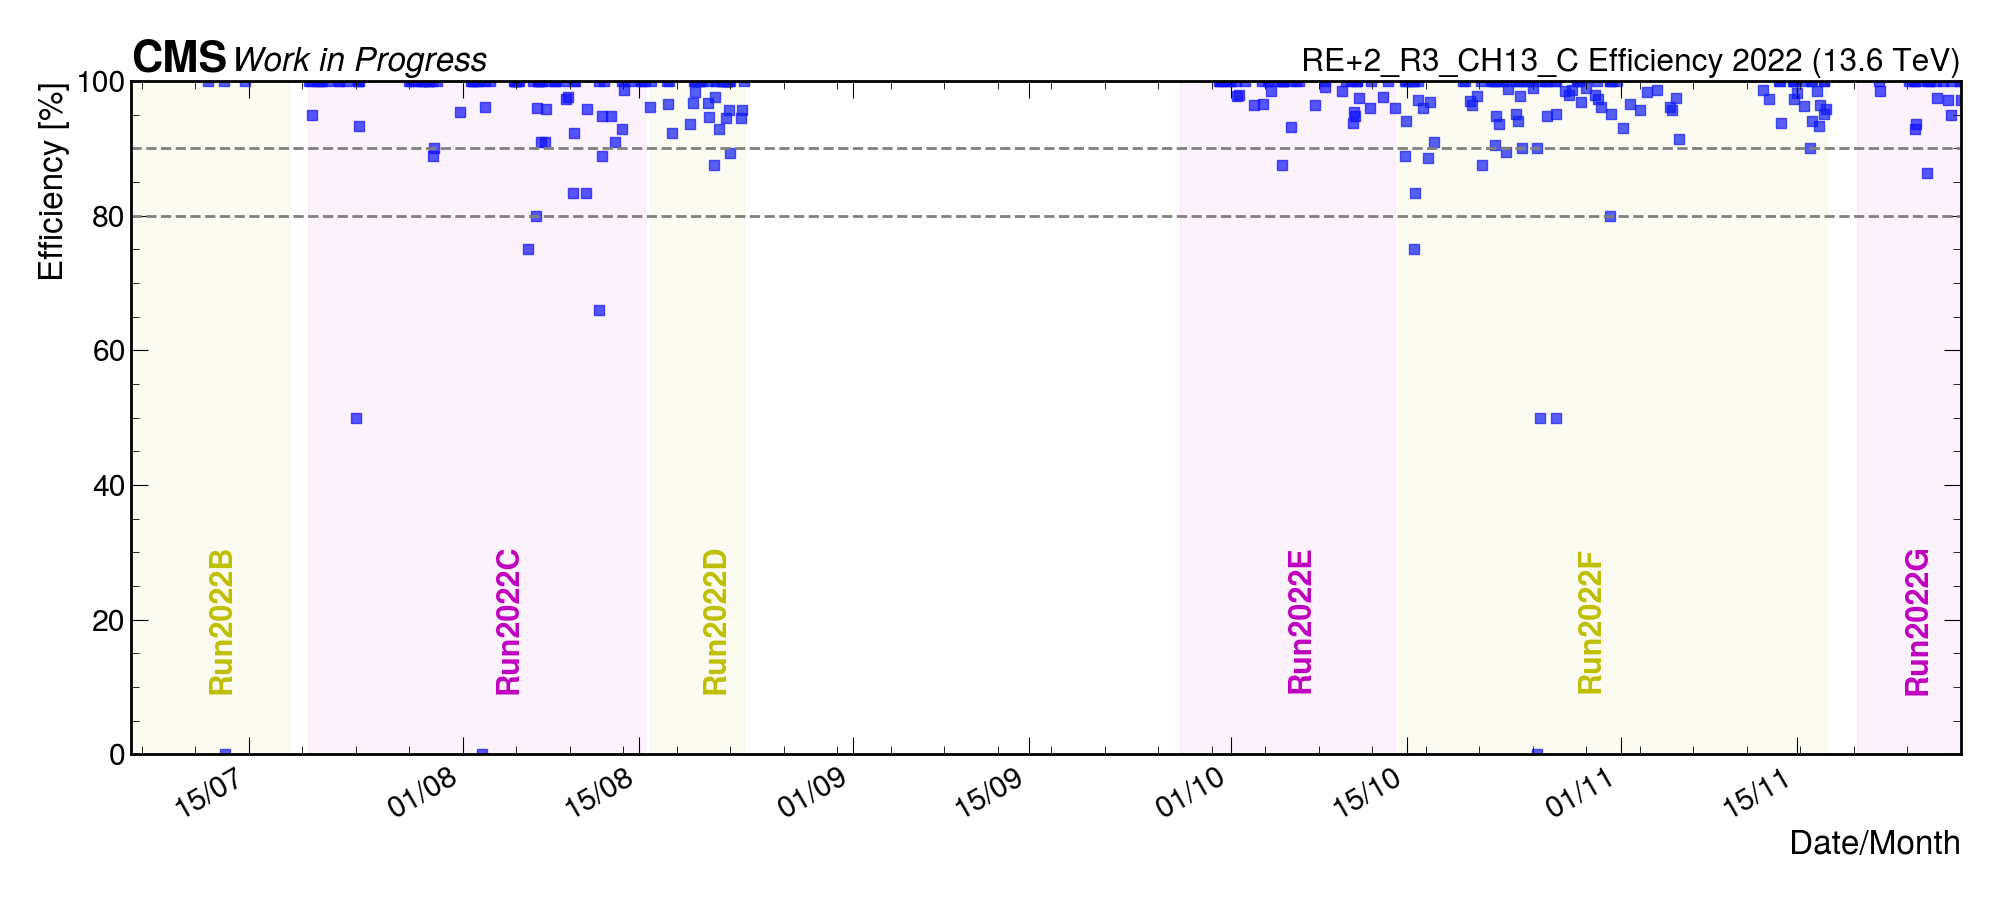 CMS Work in Progress
RE+2_R3_CH13_C Efficiency 2022 (13.6 TeV)
Efficiency [%]
100
80
60
40
20
0
Run2022B
Run2022C
Run2022D
Run2022E
Run2022F
Run2022G
15/07
01/08
15/08
01/09
15/09
01/10
15/10
01/11
15/11
Date/Month